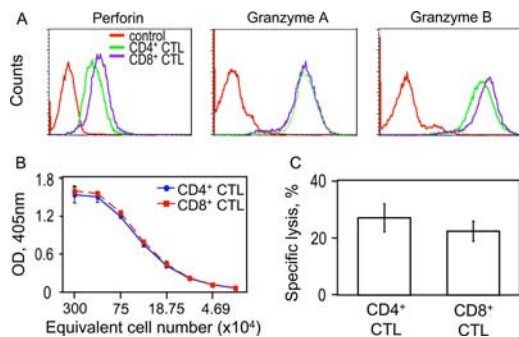 A
Perforin
Granzyme A
Granzyme B
control
CD4⁺ CTL
CD8⁺ CTL
Counts
B
C
1.8
1.2
0.6
0
OD, 405nm
CD4⁺ CTL
CD8⁺ CTL
300 75 18.75 4.69
Equivalent cell number (x10⁴)
40
20
0
Specific lysis, %
CD4⁺ CTL
CD8⁺ CTL